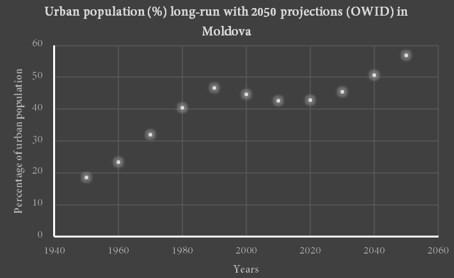 Urban population (%) long-run with 2050 projections (OWID) in
Moldova
Percentage of urban population
60
50
40
30
20
10
0
1940 1960 1980 2000 2020 2040 2060
Years